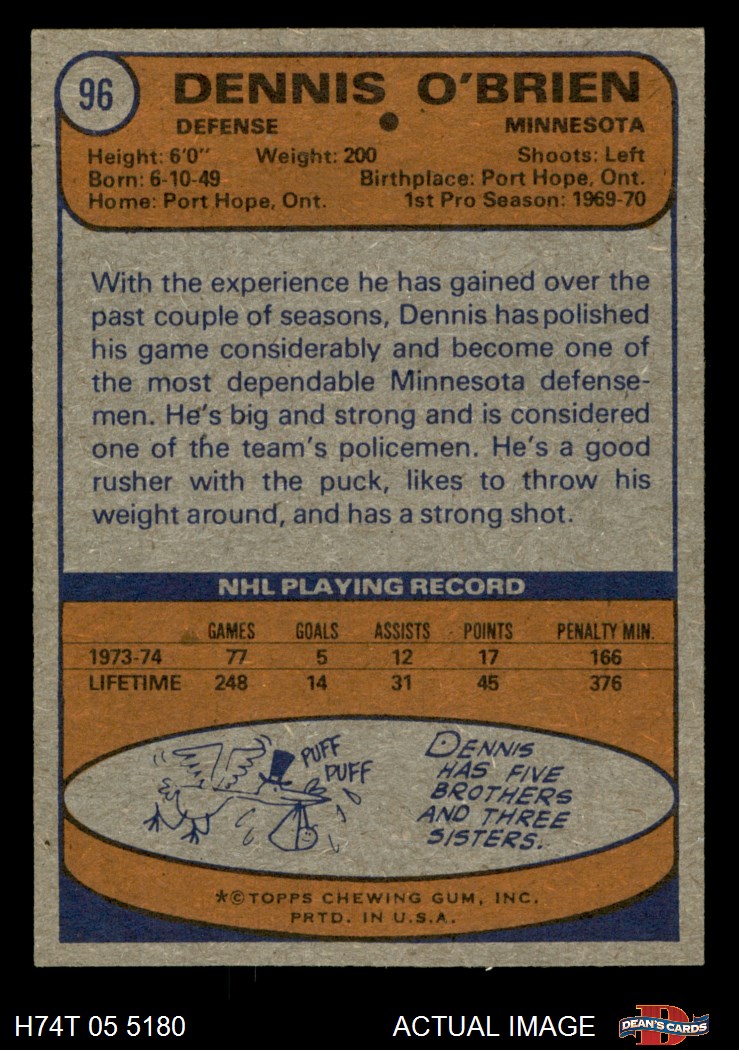 96
DENNIS O'BRIEN
DEFENSE ● MINNESOTA
Height: 6'0" Weight: 200 Shoots: Left
Born: 6-10-49 Birthplace: Port Hope, Ont.
Home: Port Hope, Ont. 1st Pro Season: 1969-70
With the experience he has gained over the
past couple of seasons, Dennis has polished
his game considerably and become one of
the most dependable Minnesota defense-
men. He's big and strong and is considered
one of the team's policemen. He's a good
rusher with the puck, likes to throw his
weight around, and has a strong shot.
NHL PLAYING RECORD
GAMES GOALS ASSISTS POINTS PENALTY MIN.
1973-74 77 5 12 17 166
LIFETIME 248 14 31 45 376
PUFF
PUFF
DENNIS
HAS FIVE
BROTHERS
AND THREE
SISTERS.
*©TOPPS CHEWING GUM, INC.
PRTD. IN U.S.A.
H74T 05 5180 ACTUAL IMAGE
D
DEAN'S CARDS